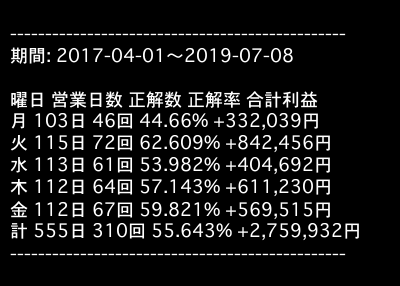 ------------------------------------------------
期間: 2017-04-01〜2019-07-08
曜日 営業日数 正解数 正解率 合計利益
月 103日 46回 44.66% +332,039円
火 115日 72回 62.609% +842,456円
水 113日 61回 53.982% +404,692円
木 112日 64回 57.143% +611,230円
金 112日 67回 59.821% +569,515円
計 555日 310回 55.643% +2,759,932円
------------------------------------------------